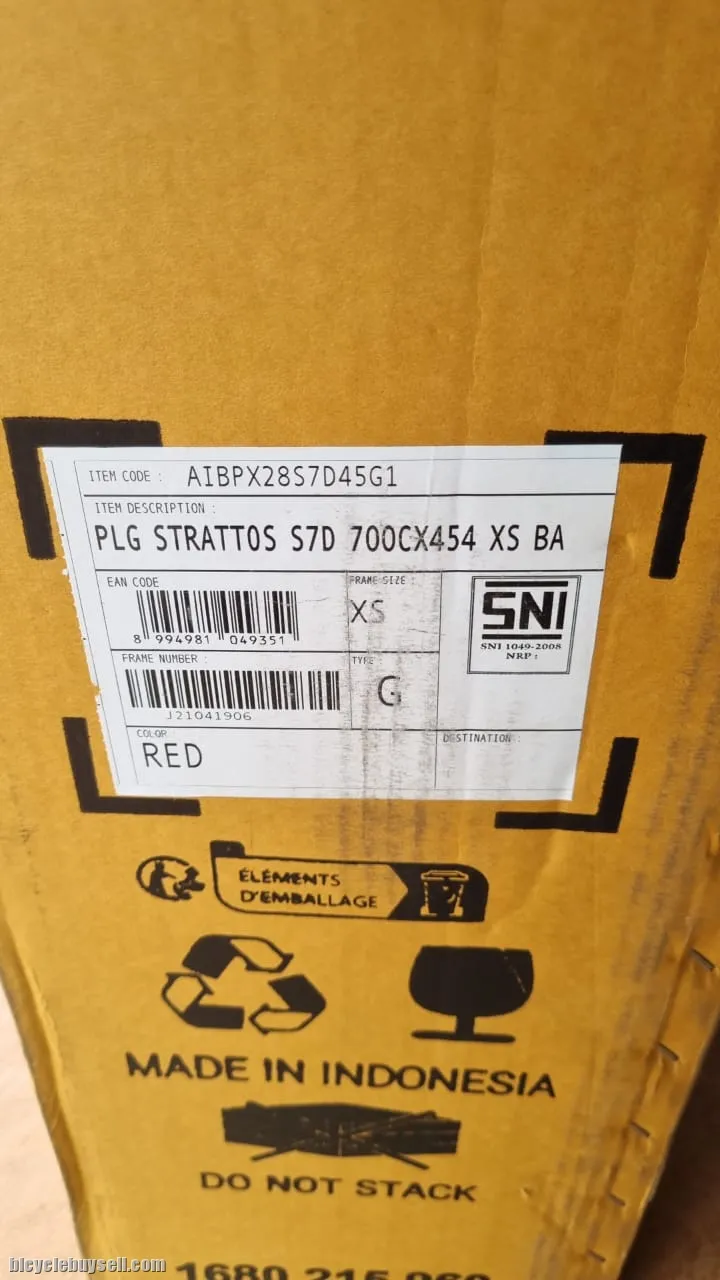 ITEM CODE : AIBPX28S7D45G1
ITEM DESCRIPTION :
PLG STRATTOS S7D 700CX454 XS BA
EAN CODE
8 994981 049351
FRAME SIZE :
XS
SNI
SNI 1049-2008
NRP :
FRAME NUMBER :
J21041906
TYPE
G
COLOR
RED
DESTINATION :
ÉLÉMENTS
D'EMBALLAGE
MADE IN INDONESIA
DO NOT STACK
bicyclebuysell.com
1680 215